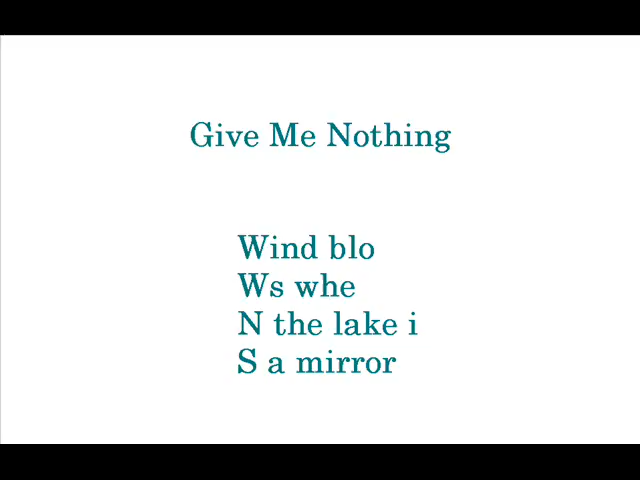 Give Me Nothing
Wind blo
Ws whe
N the lake i
S a mirror